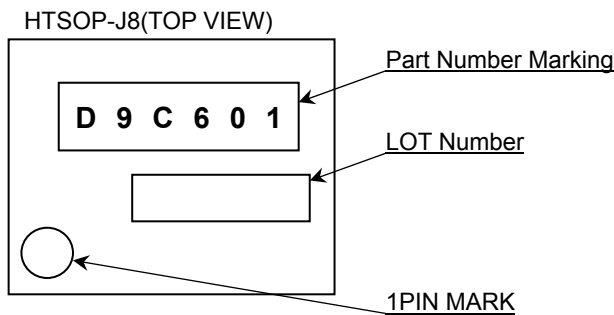 HTSOP-J8(TOP VIEW)
Part Number Marking
D 9 C 6 0 1
LOT Number
1PIN MARK